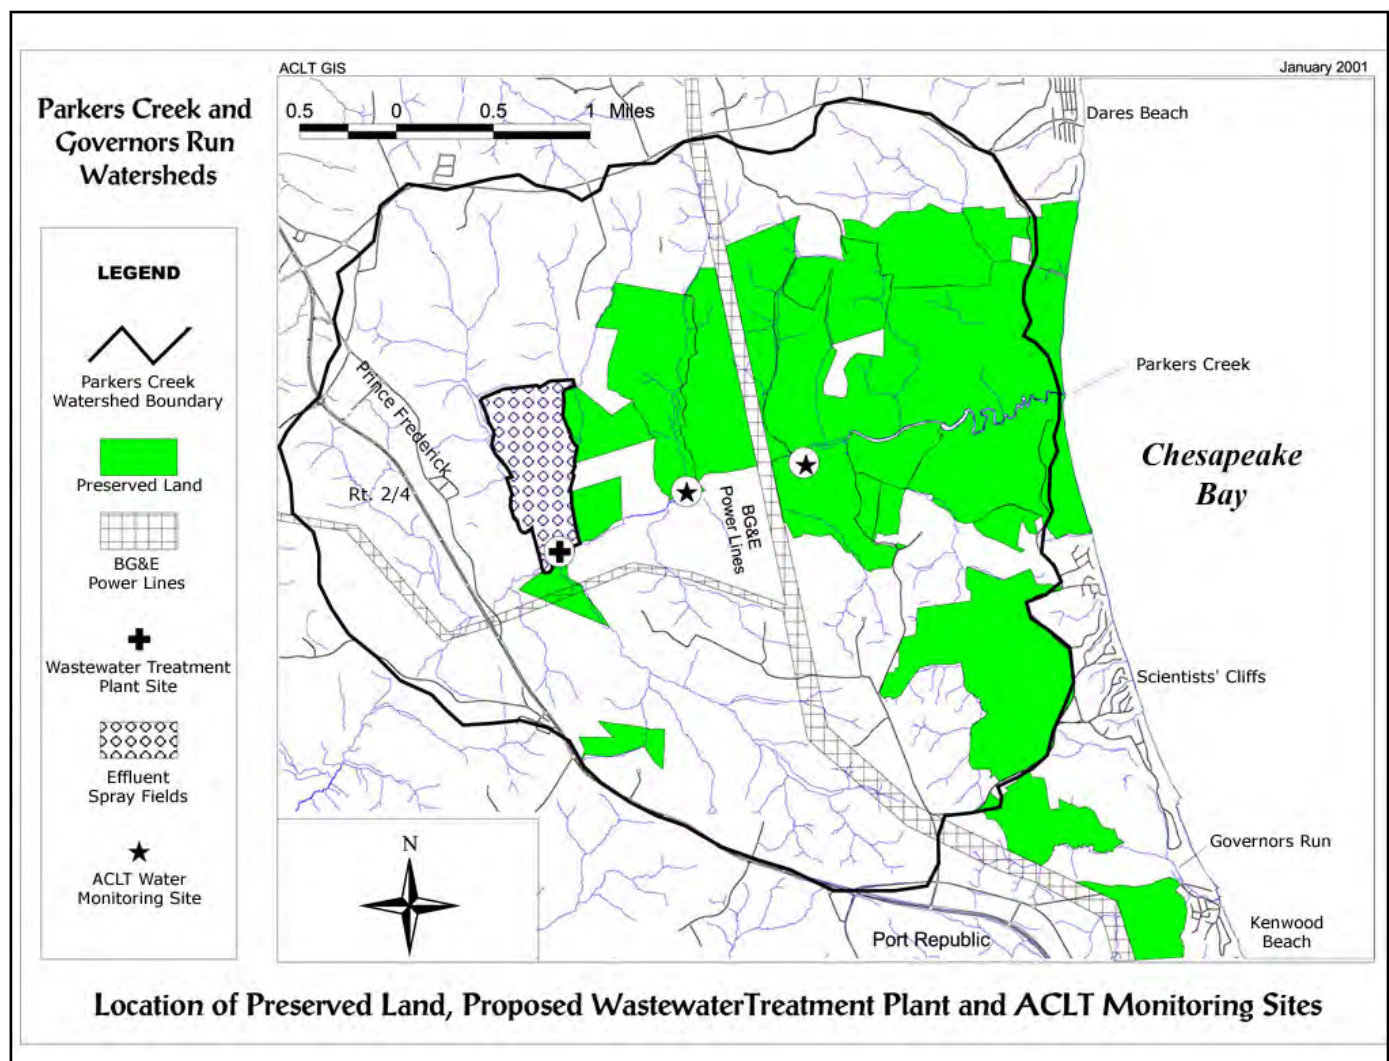 ACLT GIS
January 2001
Parkers Creek and
Governors Run
Watersheds
0.5 0 0.5 1 Miles
LEGEND
Parkers Creek
Watershed Boundary
Preserved Land
BG&E
Power Lines
Wastewater Treatment
Plant Site
Effluent
Spray Fields
ACLT Water
Monitoring Site
Dares Beach
Parkers Creek
Chesapeake
Bay
Prince Frederick
Rt. 2/4
BG&E
Power Lines
Scientists' Cliffs
Governors Run
Kenwood
Beach
Port Republic
N
Location of Preserved Land, Proposed WastewaterTreatment Plant and ACLT Monitoring Sites